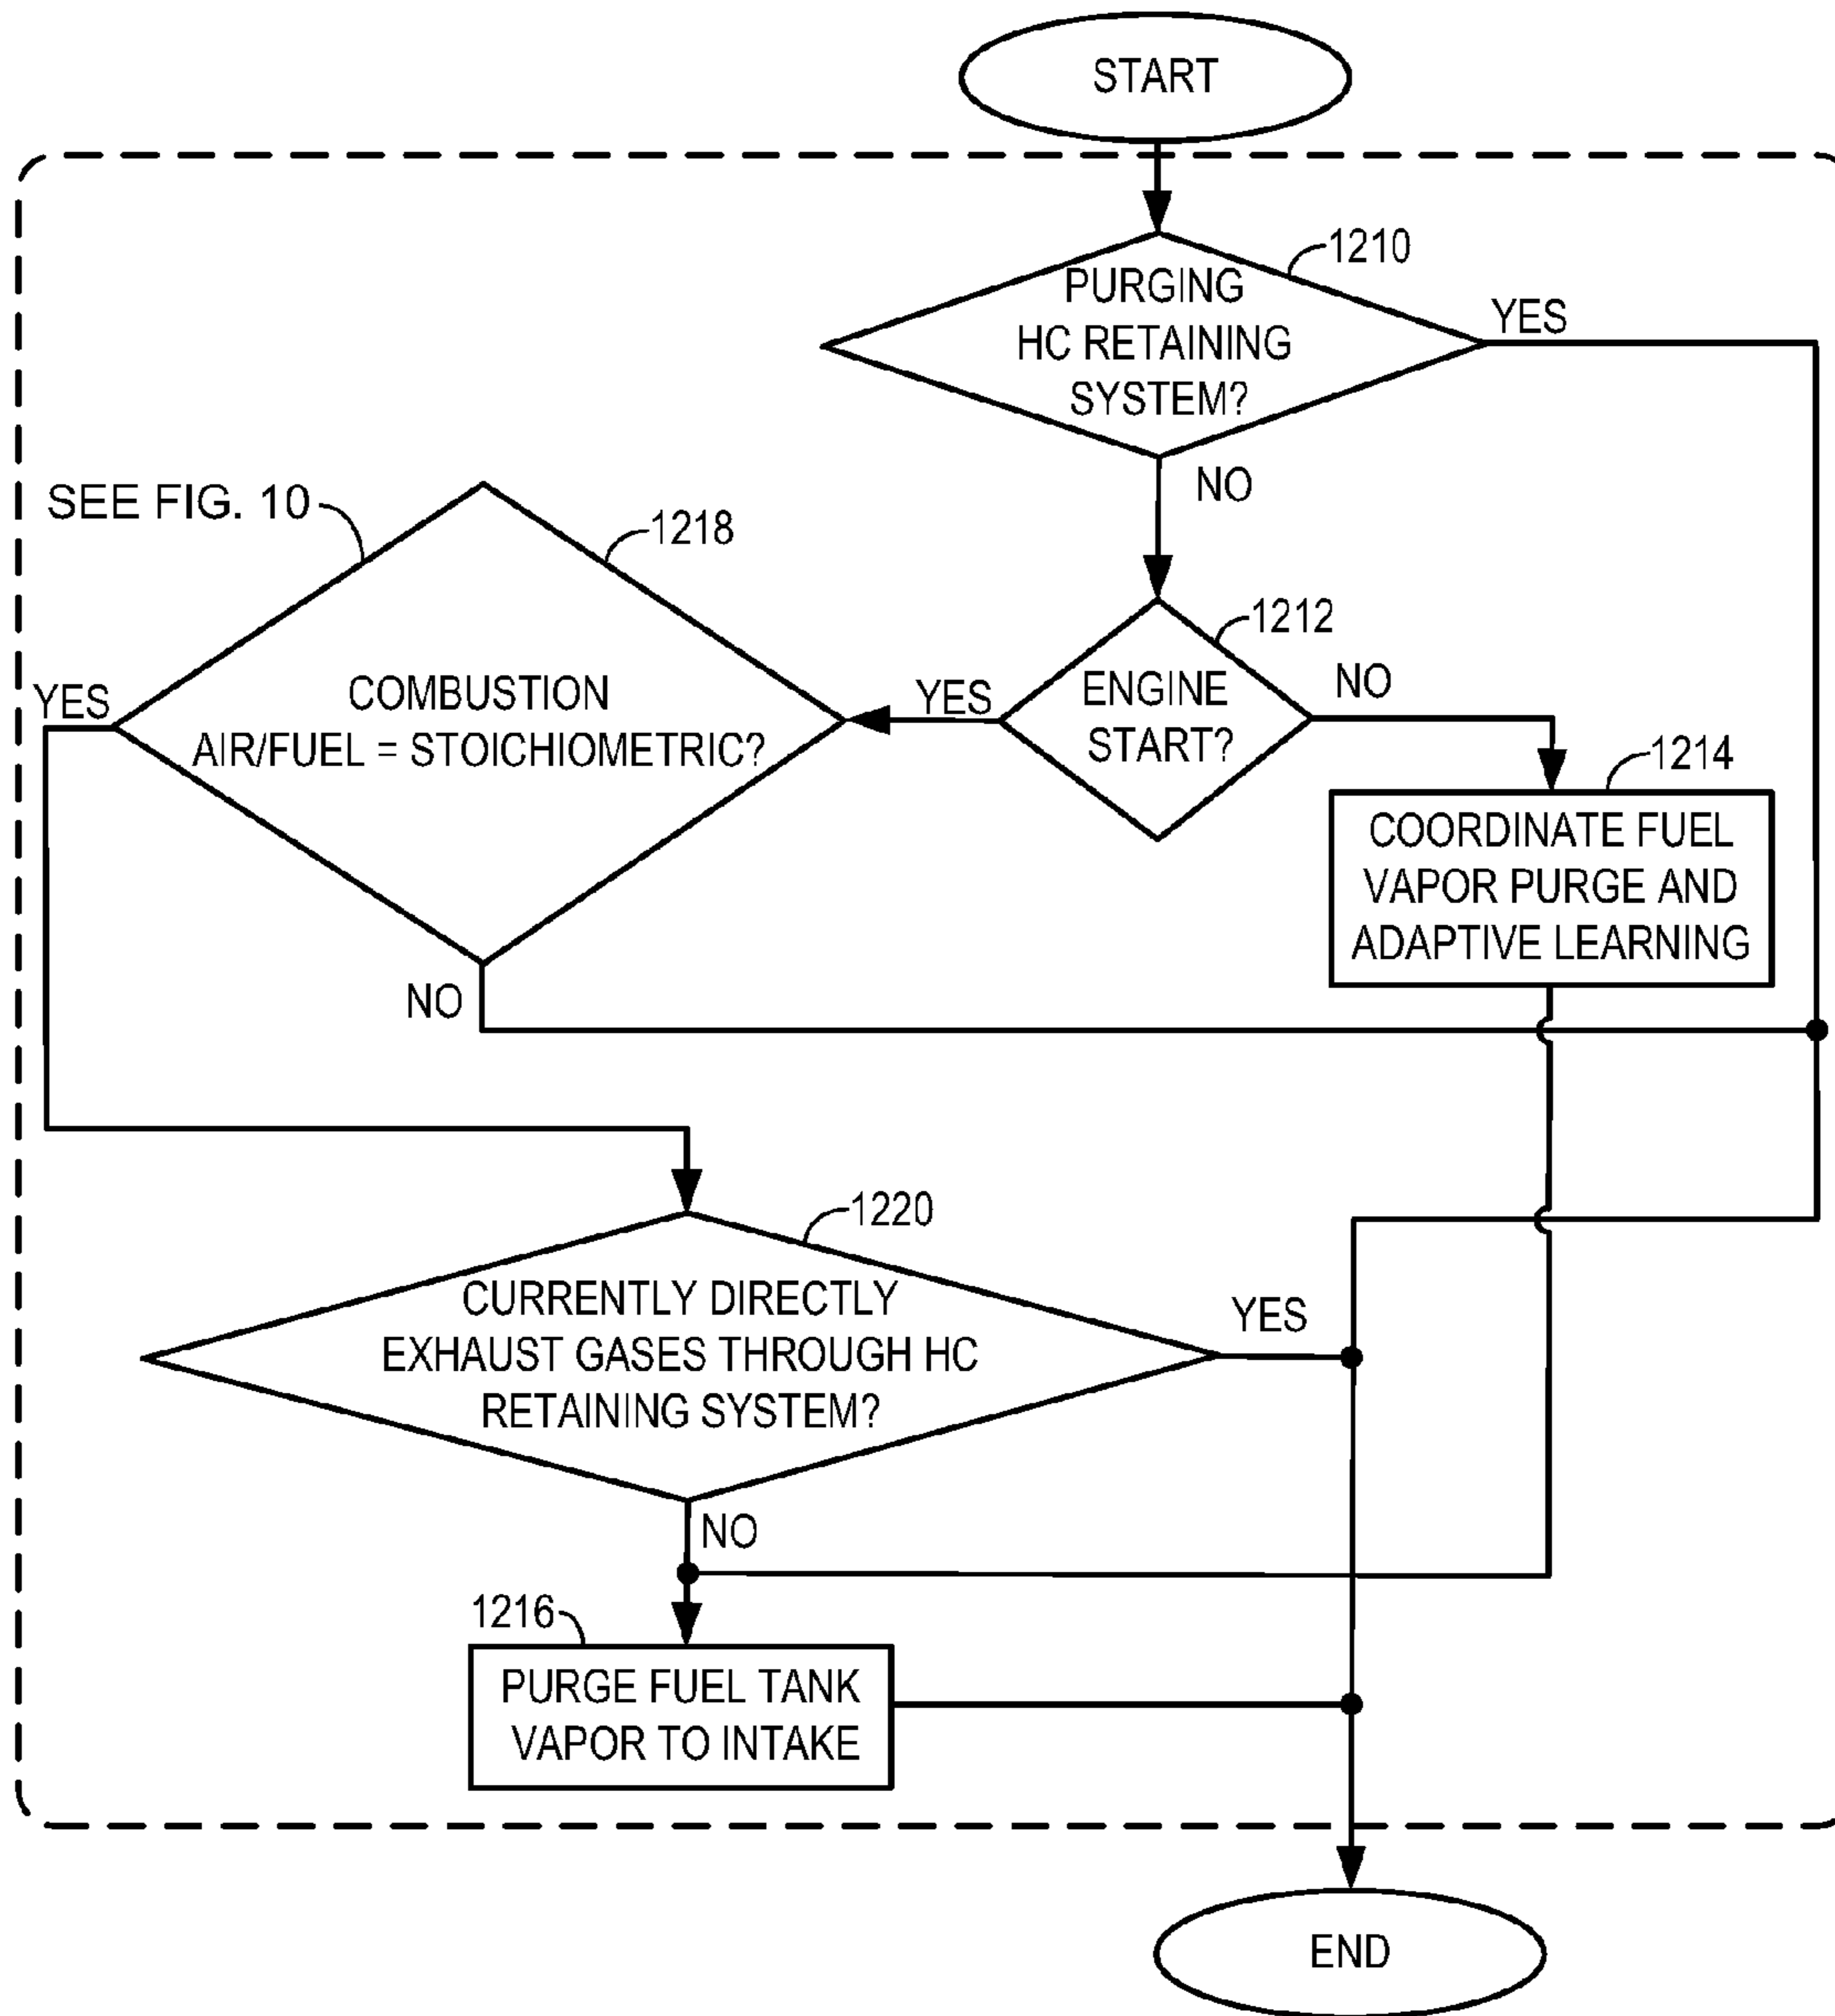 START
1210
PURGING
HC RETAINING
SYSTEM?
YES
NO
SEE FIG. 10
1218
COMBUSTION
AIR/FUEL = STOICHIOMETRIC?
YES
NO
1212
ENGINE
START?
YES
NO
1214
COORDINATE FUEL
VAPOR PURGE AND
ADAPTIVE LEARNING
1220
CURRENTLY DIRECTLY
EXHAUST GASES THROUGH HC
RETAINING SYSTEM?
YES
NO
1216
PURGE FUEL TANK
VAPOR TO INTAKE
END